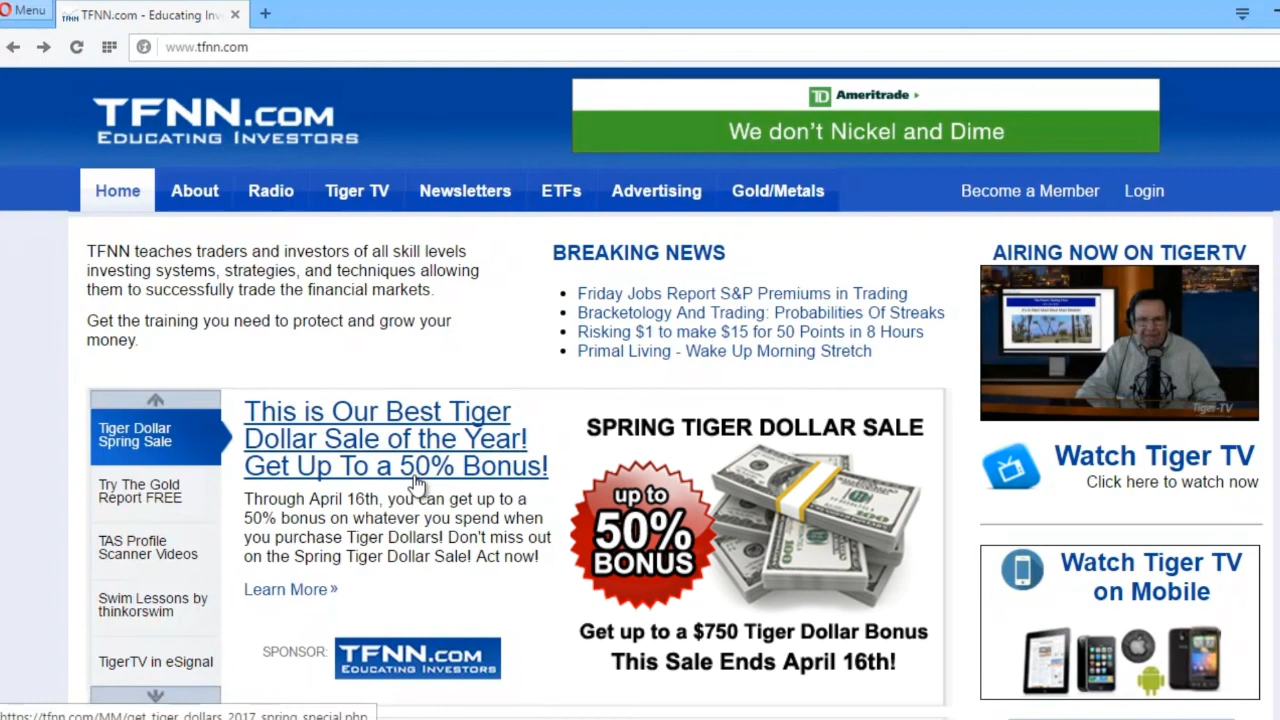 Menu
TFNN.com - Educating Inv
www.tfnn.com
TFNN.COM
EDUCATING INVESTORS
TD Ameritrade
We don't Nickel and Dime
Home About Radio Tiger TV Newsletters ETFs Advertising Gold/Metals Become a Member Login
TFNN teaches traders and investors of all skill levels
investing systems, strategies, and techniques allowing
them to successfully trade the financial markets.
Get the training you need to protect and grow your
money.
BREAKING NEWS
Friday Jobs Report S&P Premiums in Trading
Bracketology And Trading: Probabilities Of Streaks
Risking $1 to make $15 for 50 Points in 8 Hours
Primal Living - Wake Up Morning Stretch
AIRING NOW ON TIGERTV
Tiger-TV
Tiger Dollar
Spring Sale
Try The Gold
Report FREE
TAS Profile
Scanner Videos
Swim Lessons by
thinkorswim
TigerTV in eSignal
This is Our Best Tiger
Dollar Sale of the Year!
Get Up To a 50% Bonus!
Through April 16th, you can get up to a
50% bonus on whatever you spend when
you purchase Tiger Dollars! Don't miss out
on the Spring Tiger Dollar Sale! Act now!
Learn More »
SPONSOR:
TFNN.COM
EDUCATING INVESTORS
SPRING TIGER DOLLAR SALE
up to
50%
BONUS
Get up to a $750 Tiger Dollar Bonus
This Sale Ends April 16th!
Watch Tiger TV
Click here to watch now
Watch Tiger TV
on Mobile
https://tfnn.com/MM/get_tiger_dollars_2017_spring_special.php